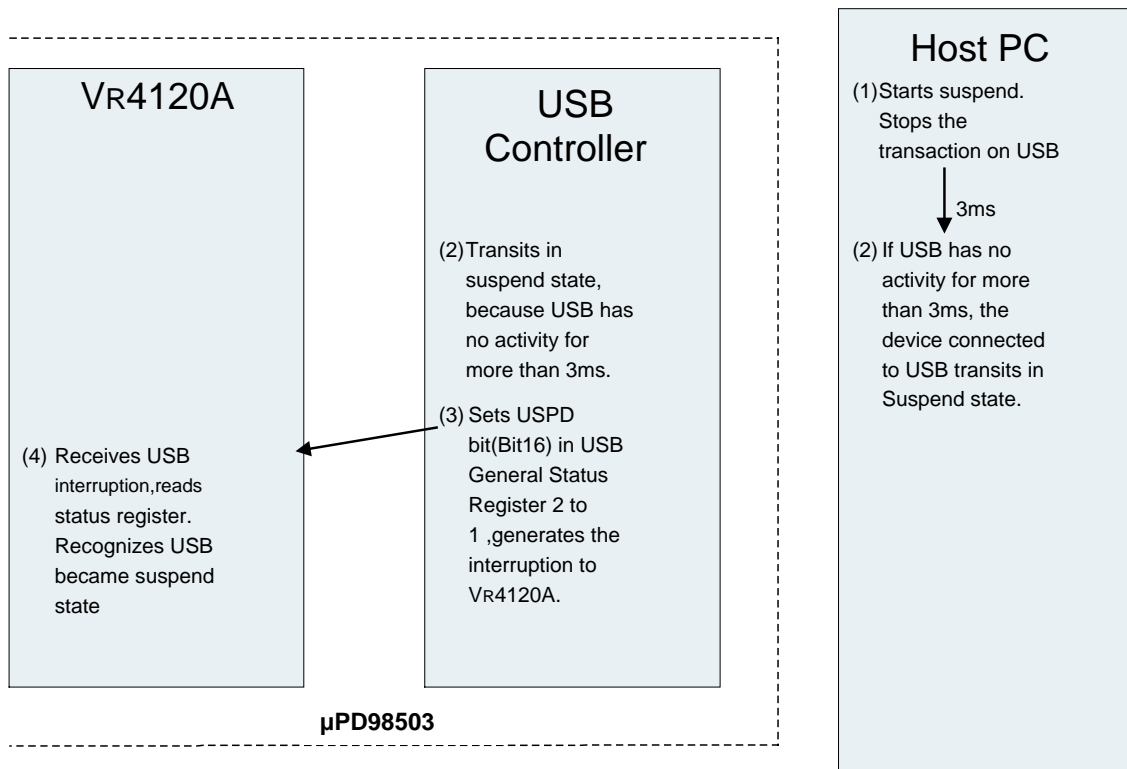 VR4120A
USB
Controller
(2)Transits in
suspend state,
because USB has
no activity for
more than 3ms.
(3) Sets USPD
bit(Bit16) in USB
General Status
Register 2 to
1 ,generates the
interruption to
VR4120A.
(4) Receives USB
interruption,reads
status register.
Recognizes USB
became suspend
state
µPD98503
Host PC
(1)Starts suspend.
Stops the
transaction on USB
3ms
(2) If USB has no
activity for more
than 3ms, the
device connected
to USB transits in
Suspend state.